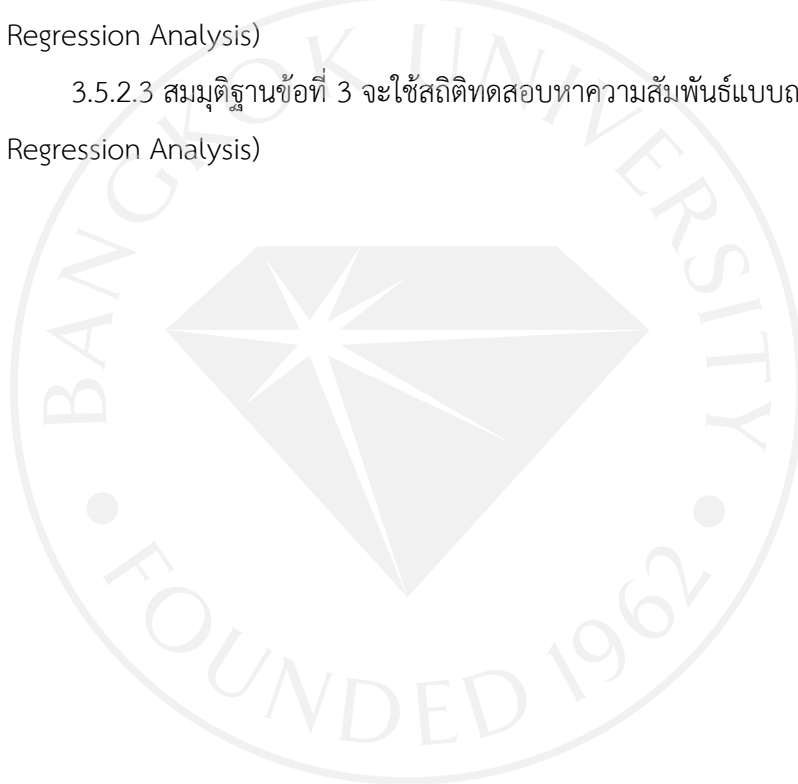 Regression Analysis)
3.5.2.3 สมมุติฐานข้อที่ 3 จะใช้สถิติทดสอบหาความสัมพันธ์แบบถ
Regression Analysis)
BANGKOK UNIVERSITY
FOUNDED 1962